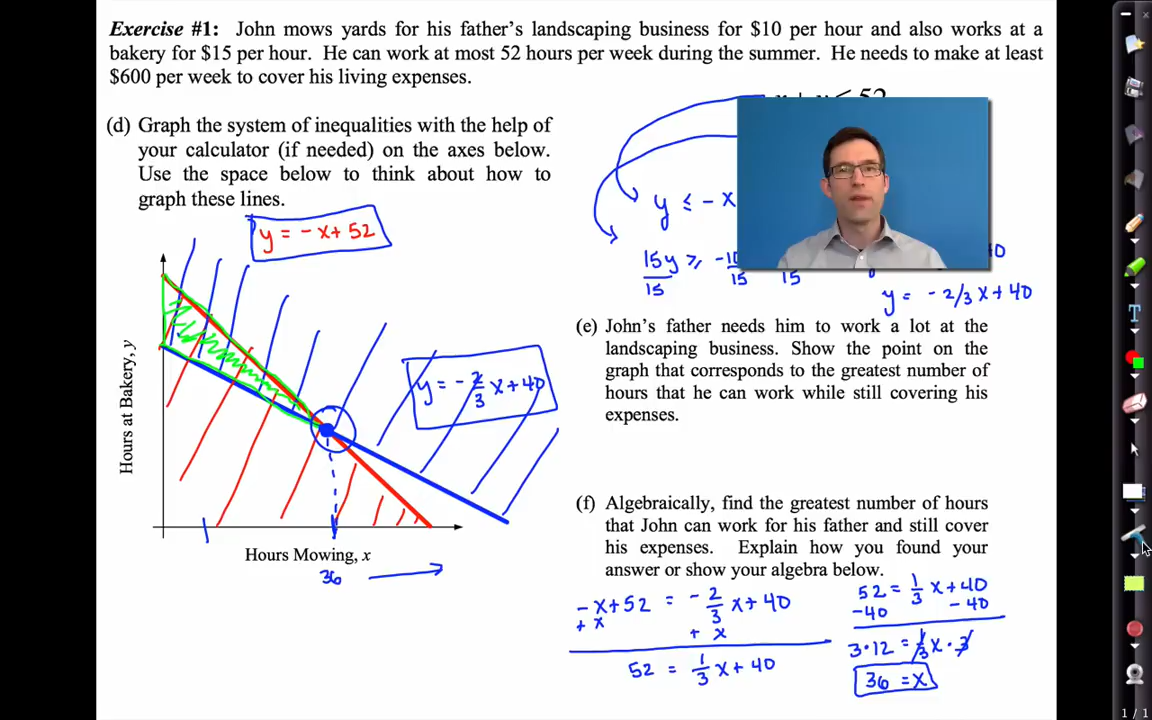 Exercise #1: John mows yards for his father's landscaping business for $10 per hour and also works at a
bakery for $15 per hour. He can work at most 52 hours per week during the summer. He needs to make at least
$600 per week to cover his living expenses.
(d) Graph the system of inequalities with the help of
your calculator (if needed) on the axes below.
Use the space below to think about how to
graph these lines.
y = -x + 52
Hours at Bakery, y
y = -2/3 x + 40
Hours Mowing, x
36
52
y ≤ -x
15y ≥ -10
15 15 15
y = -2/3 x + 40
(e) John's father needs him to work a lot at the
landscaping business. Show the point on the
graph that corresponds to the greatest number of
hours that he can work while still covering his
expenses.
(f) Algebraically, find the greatest number of hours
that John can work for his father and still cover
his expenses. Explain how you found your
answer or show your algebra below.
-x + 52 = -2/3 x + 40
+ x + x
52 = 1/3 x + 40
52 = 1/3 x + 40
-40 -40
3·12 = 1/3 x · 3
36 = x
1 / 1